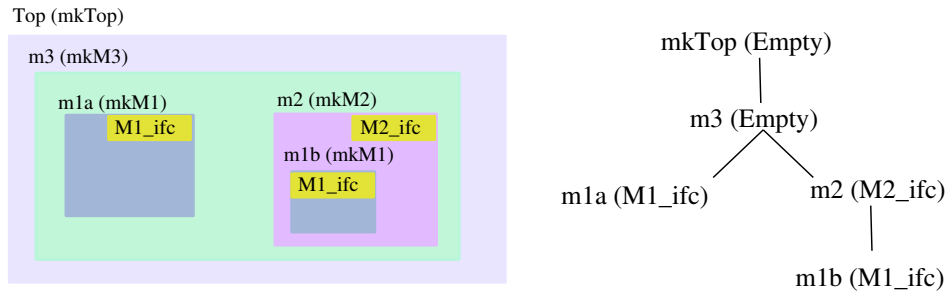 Top (mkTop)
m3 (mkM3)
m1a (mkM1)
M1_ifc
m2 (mkM2)
M2_ifc
m1b (mkM1)
M1_ifc
mkTop (Empty)
m3 (Empty)
m1a (M1_ifc)
m2 (M2_ifc)
m1b (M1_ifc)